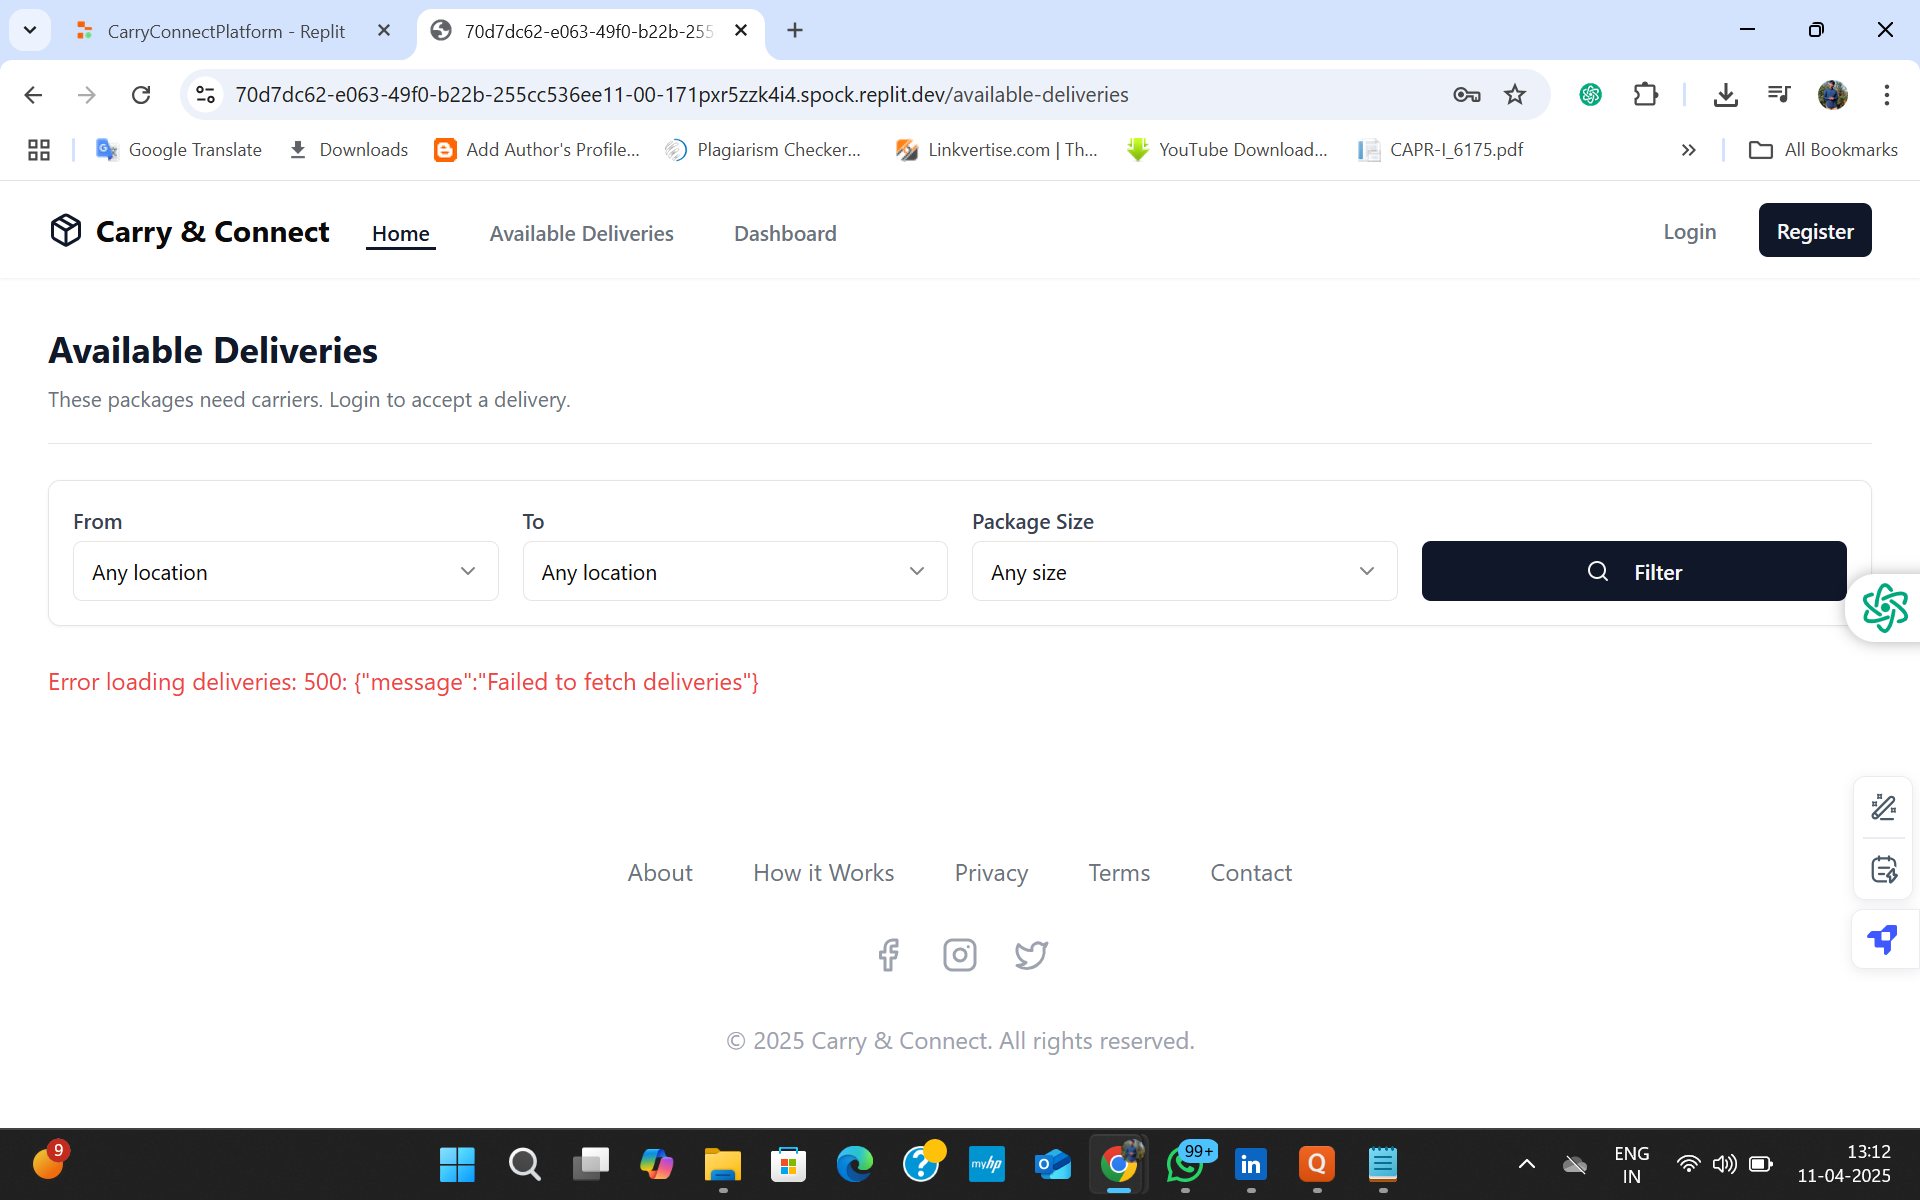 CarryConnectPlatform - Replit
70d7dc62-e063-49f0-b22b-255
70d7dc62-e063-49f0-b22b-255cc536ee11-00-171pxr5zzk4i4.spock.replit.dev/available-deliveries
Google Translate
Downloads
Add Author's Profile...
Plagiarism Checker...
Linkvertise.com | Th...
YouTube Download...
CAPR-I_6175.pdf
All Bookmarks
Carry & Connect
Home
Available Deliveries
Dashboard
Login
Register
Available Deliveries
These packages need carriers. Login to accept a delivery.
From
To
Package Size
Any location
Any location
Any size
Filter
Error loading deliveries: 500: {"message":"Failed to fetch deliveries"}
About
How it Works
Privacy
Terms
Contact
© 2025 Carry & Connect. All rights reserved.
9
myhp
99+
in
Q
ENG
IN
13:12
11-04-2025